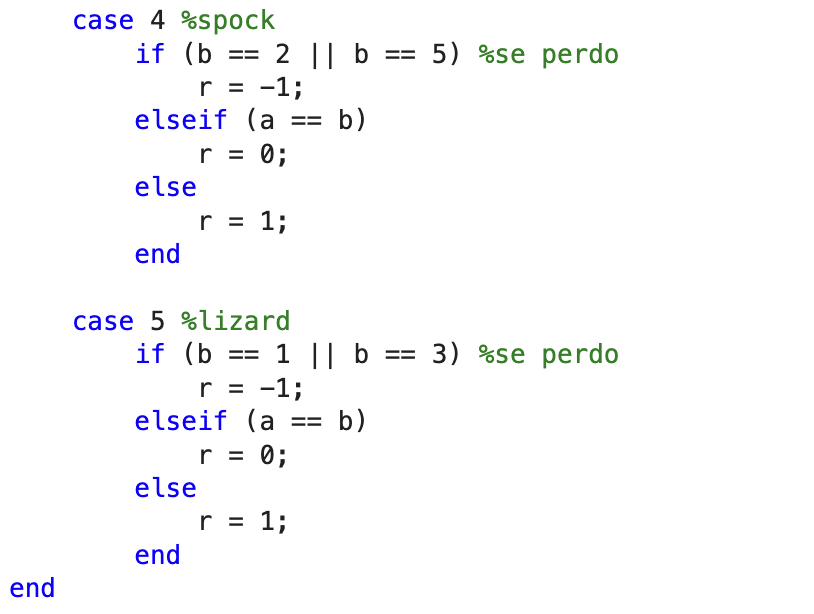 case 4 %spock
if (b == 2 || b == 5) %se perdo
r = -1;
elseif (a == b)
r = 0;
else
r = 1;
end
case 5 %lizard
if (b == 1 || b == 3) %se perdo
r = -1;
elseif (a == b)
r = 0;
else
r = 1;
end
end